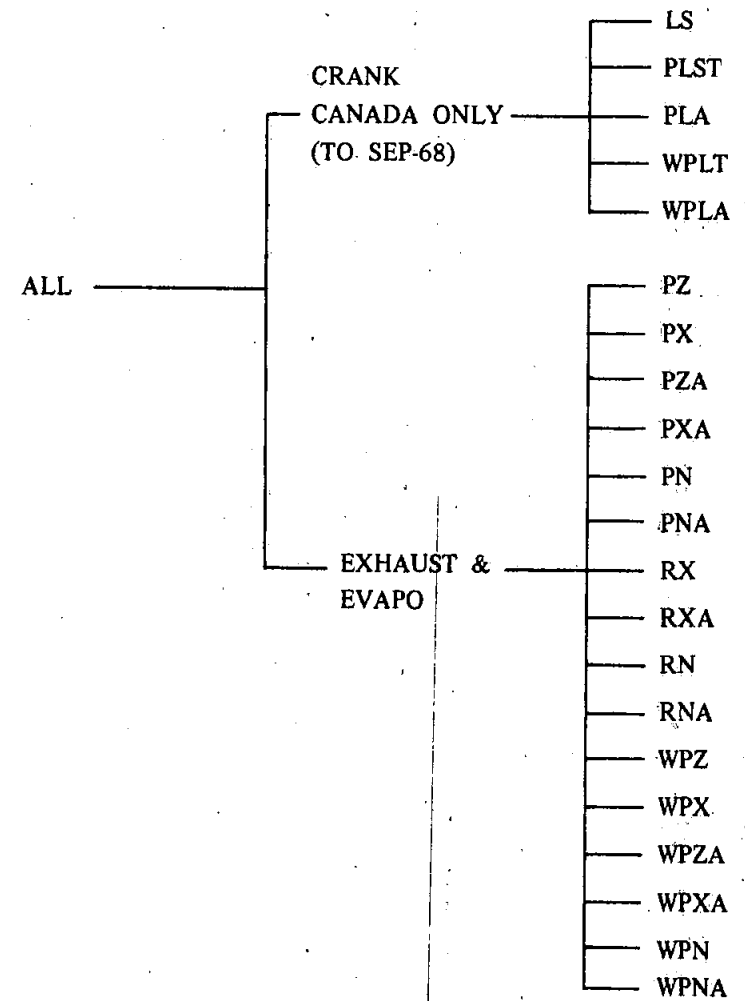 ALL
CRANK
CANADA ONLY
(TO SEP-68)
LS
PLST
PLA
WPLT
WPLA
EXHAUST &
EVAPO
PZ
PX
PZA
PXA
PN
PNA
RX
RXA
RN
RNA
WPZ
WPX
WPZA
WPXA
WPN
WPNA